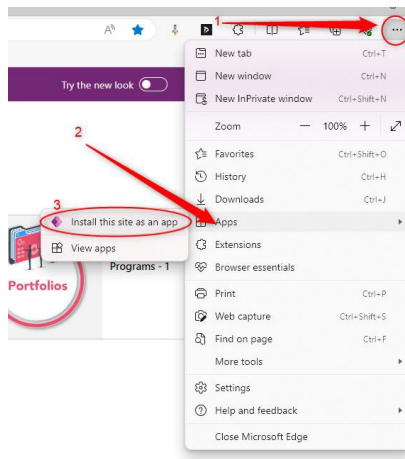 1
A
Try the new look
New tab Ctrl+T
New window Ctrl+N
New InPrivate window Ctrl+Shift+N
Zoom — 100% +
2
Favorites Ctrl+Shift+O
History Ctrl+H
Downloads Ctrl+J
3
Install this site as an app
Apps
View apps
Extensions
Programs - 1
Browser essentials
Portfolios
Print Ctrl+P
Web capture Ctrl+Shift+S
Find on page Ctrl+F
More tools
Settings
Help and feedback
Close Microsoft Edge